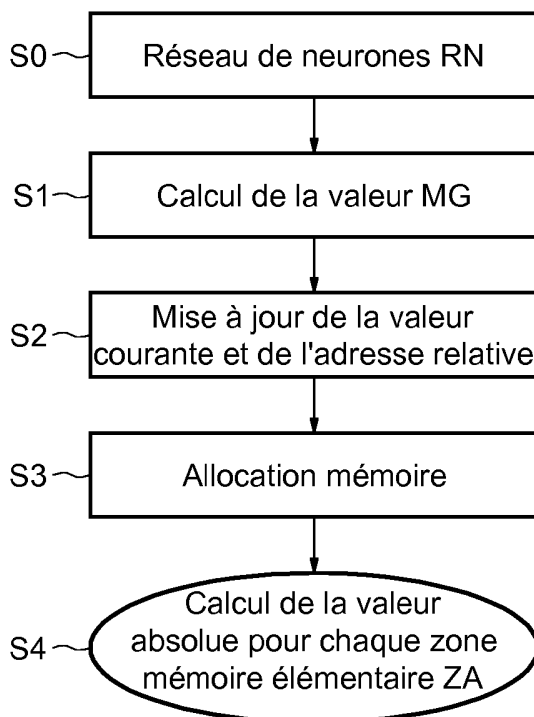 S0 Réseau de neurones RN
S1 Calcul de la valeur MG
S2 Mise à jour de la valeur
courante et de l'adresse relative
S3 Allocation mémoire
S4 Calcul de la valeur
absolue pour chaque zone
mémoire élémentaire ZA